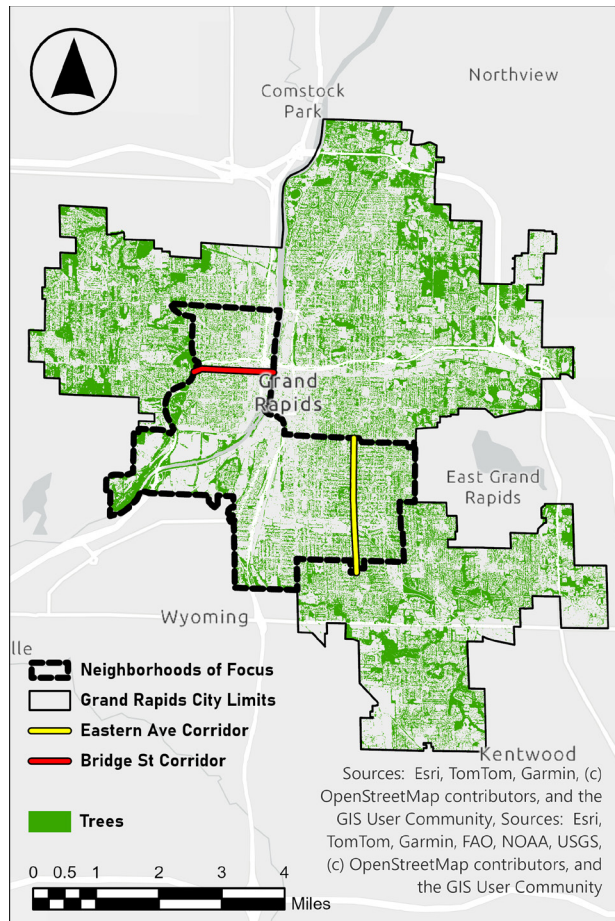 Northview
Comstock
Park
Grand
Rapids
East Grand
Rapids
Wyoming
lle
Neighborhoods of Focus
Grand Rapids City Limits
Eastern Ave Corridor
Bridge St Corridor
Trees
Kentwood
Sources: Esri, TomTom, Garmin, (c)
OpenStreetMap contributors, and the
GIS User Community, Sources: Esri,
TomTom, Garmin, FAO, NOAA, USGS,
(c) OpenStreetMap contributors, and
the GIS User Community
0 0.5 1 2 3 4
Miles